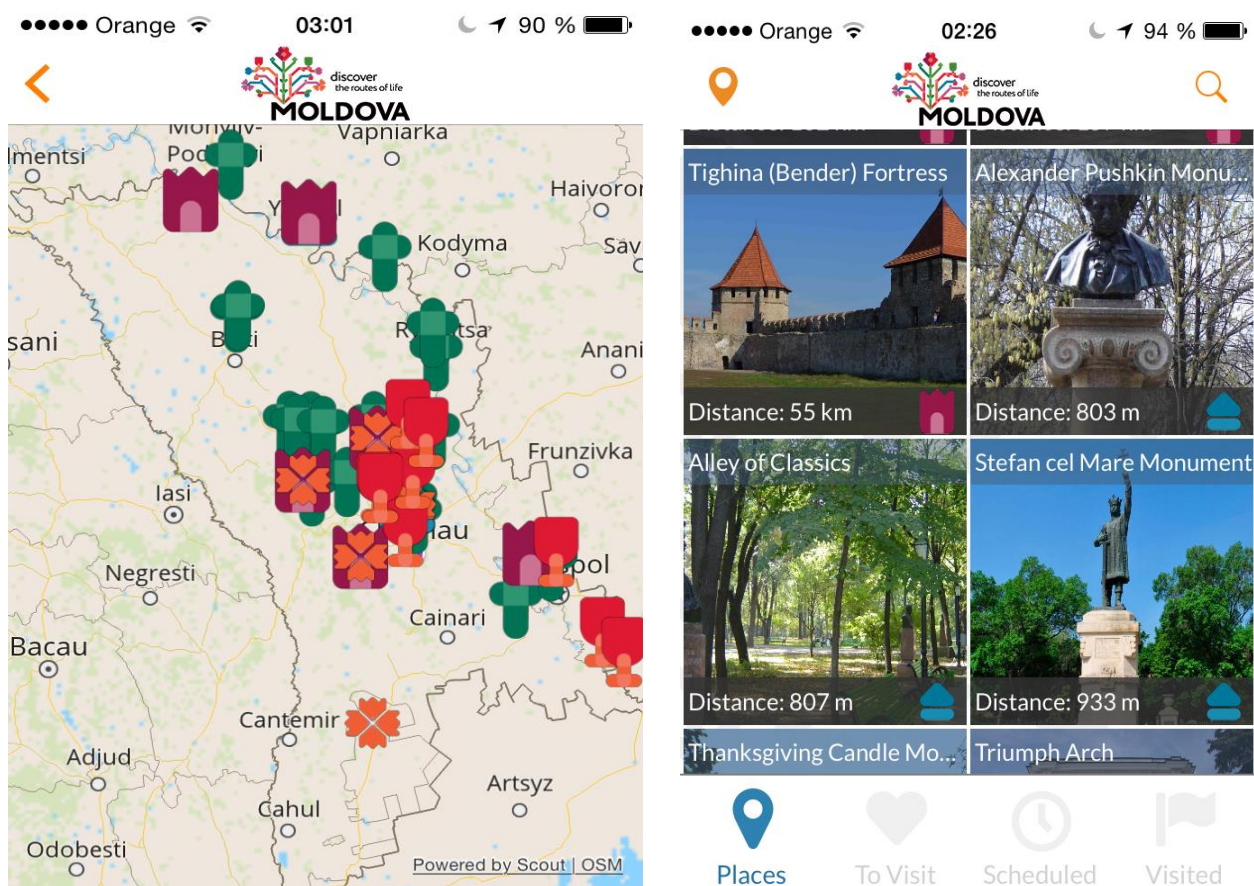 Orange
03:01
90 %
discover
the routes of life
MOLDOVA
Vapniarka
Haivoron
Kodyma
Sav
sani
Anani
Frunzivka
Iasi
Negresti
Cainari
Bacau
Cantemir
Adjud
Artsyz
Cahul
Odobesti
Powered by Scout | OSM
Orange
02:26
94 %
discover
the routes of life
MOLDOVA
Tighina (Bender) Fortress
Distance: 55 km
Alexander Pushkin Monu...
Distance: 803 m
Alley of Classics
Distance: 807 m
Stefan cel Mare Monument
Distance: 933 m
Thanksgiving Candle Mo...
Triumph Arch
Places
To Visit
Scheduled
Visited